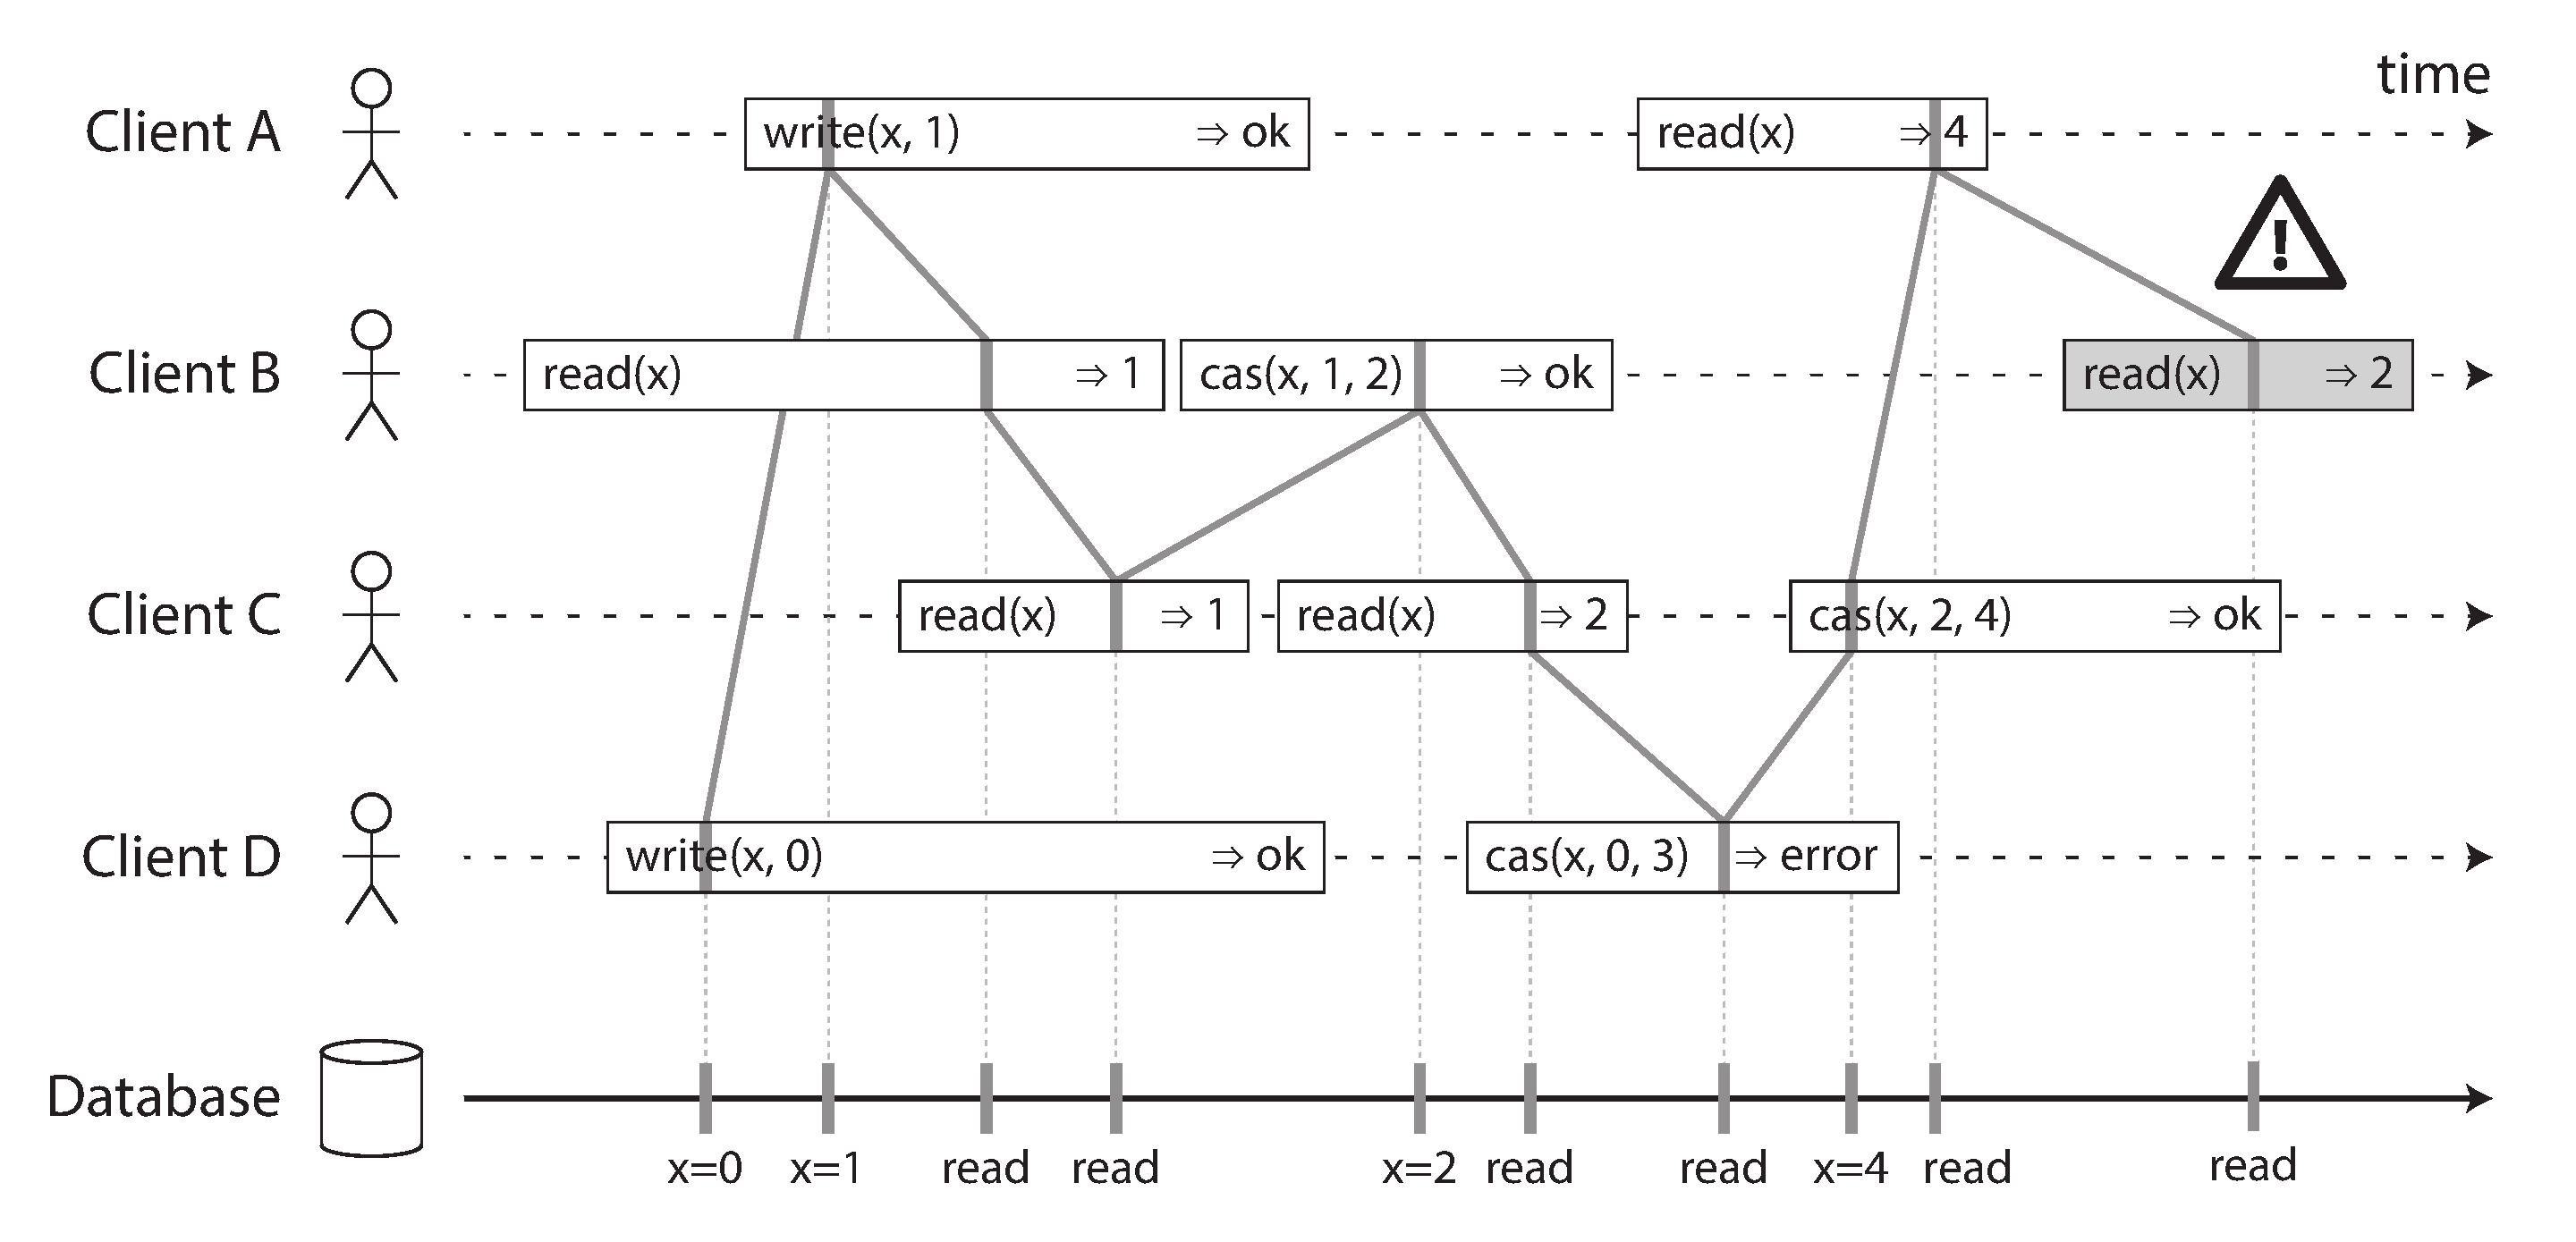 time
Client A
write(x, 1) ⇒ ok
read(x) ⇒ 4
!
Client B
read(x) ⇒ 1
cas(x, 1, 2) ⇒ ok
read(x) ⇒ 2
Client C
read(x) ⇒ 1
read(x) ⇒ 2
cas(x, 2, 4) ⇒ ok
Client D
write(x, 0) ⇒ ok
cas(x, 0, 3) ⇒ error
Database
x=0 x=1 read read x=2 read read x=4 read read